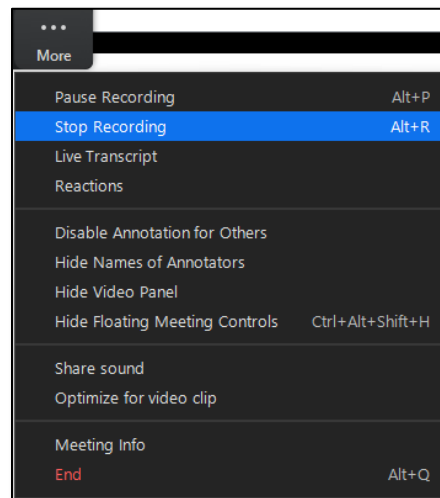 More
Pause Recording Alt+P
Stop Recording Alt+R
Live Transcript
Reactions
Disable Annotation for Others
Hide Names of Annotators
Hide Video Panel
Hide Floating Meeting Controls Ctrl+Alt+Shift+H
Share sound
Optimize for video clip
Meeting Info
End Alt+Q